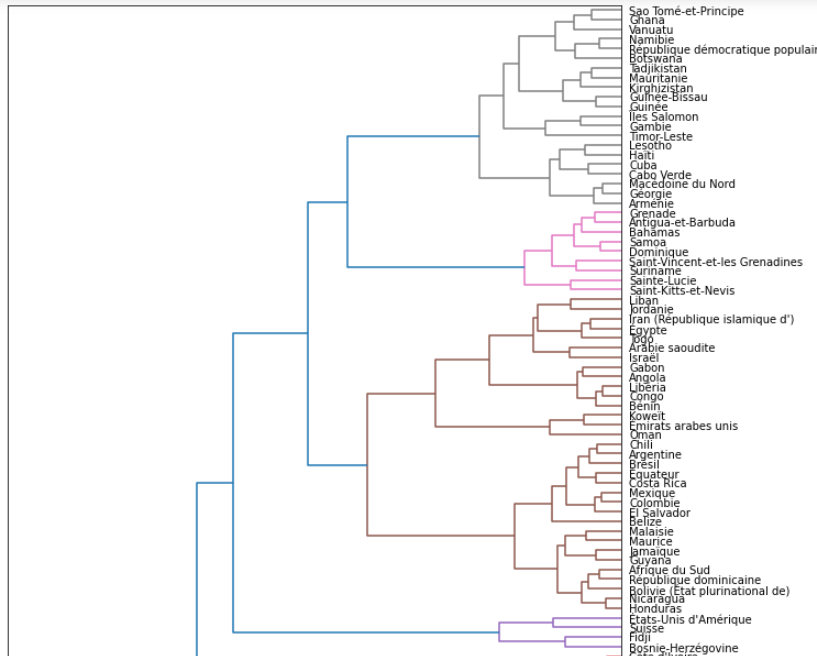 Sao Tomé-et-Principe
Ghana
Vanuatu
Namibie
République démocratique populair
Botswana
Tadjikistan
Mauritanie
Kirghizistan
Guinée-Bissau
Guinée
Îles Salomon
Gambie
Timor-Leste
Lesotho
Haïti
Cuba
Cabo Verde
Macédoine du Nord
Géorgie
Arménie
Grenade
Antigua-et-Barbuda
Bahamas
Samoa
Dominique
Saint-Vincent-et-les Grenadines
Suriname
Sainte-Lucie
Saint-Kitts-et-Nevis
Liban
Jordanie
Iran (République islamique d')
Égypte
Togo
Arabie saoudite
Israël
Gabon
Angola
Libéria
Congo
Bénin
Koweït
Émirats arabes unis
Oman
Chili
Argentine
Brésil
Équateur
Costa Rica
Mexique
Colombie
El Salvador
Belize
Malaisie
Maurice
Jamaïque
Guyana
Afrique du Sud
République dominicaine
Bolivie (État plurinational de)
Nicaragua
Honduras
États-Unis d'Amérique
Suisse
Fidji
Bosnie-Herzégovine
Côte d'Ivoire